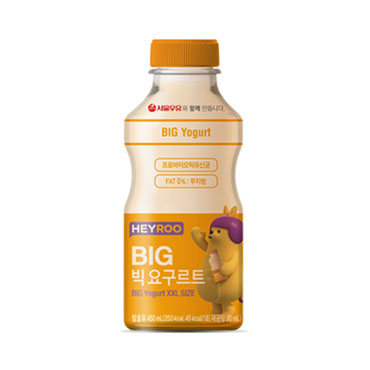 서울우유와 함께 만듭니다.
BIG Yogurt
프로바이오틱유산균
FAT 0% : 무지방
HEYROO
BIG
빅 요구르트
BIG Yogurt XXL SIZE